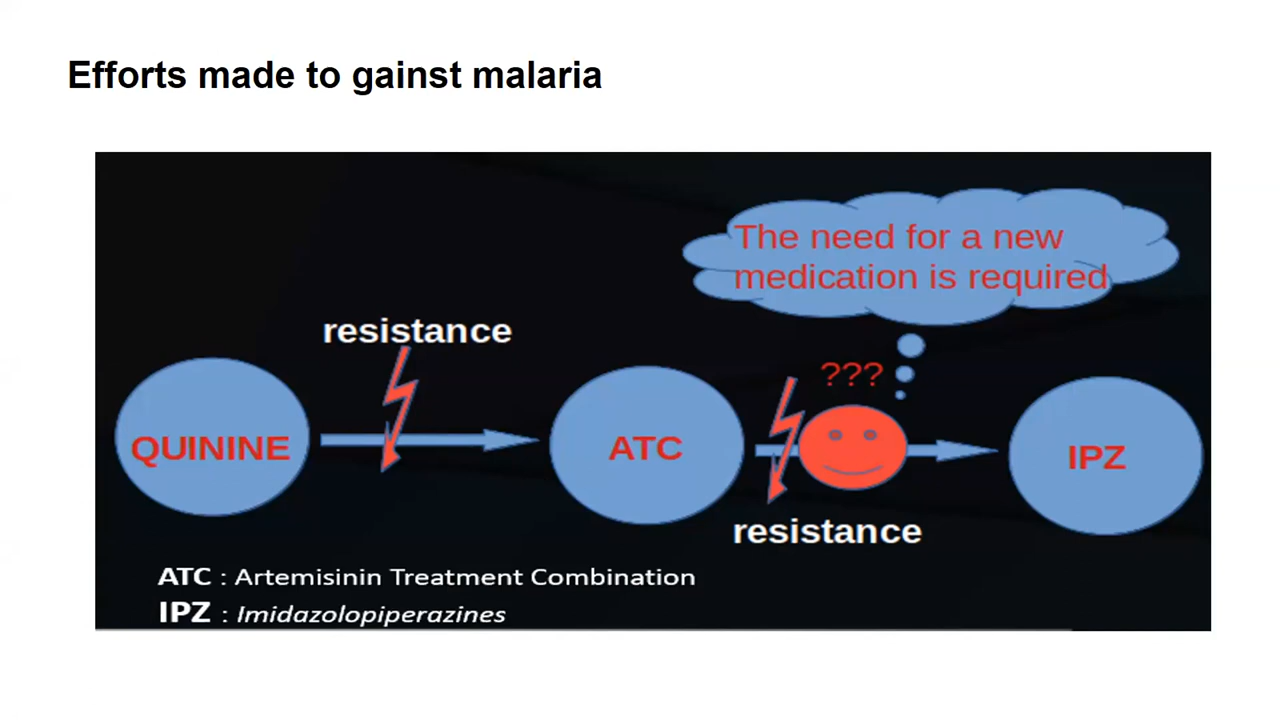 Efforts made to gainst malaria
The need for a new
medication is required
resistance
???
QUININE
ATC
IPZ
resistance
ATC : Artemisinin Treatment Combination
IPZ : Imidazolopiperazines